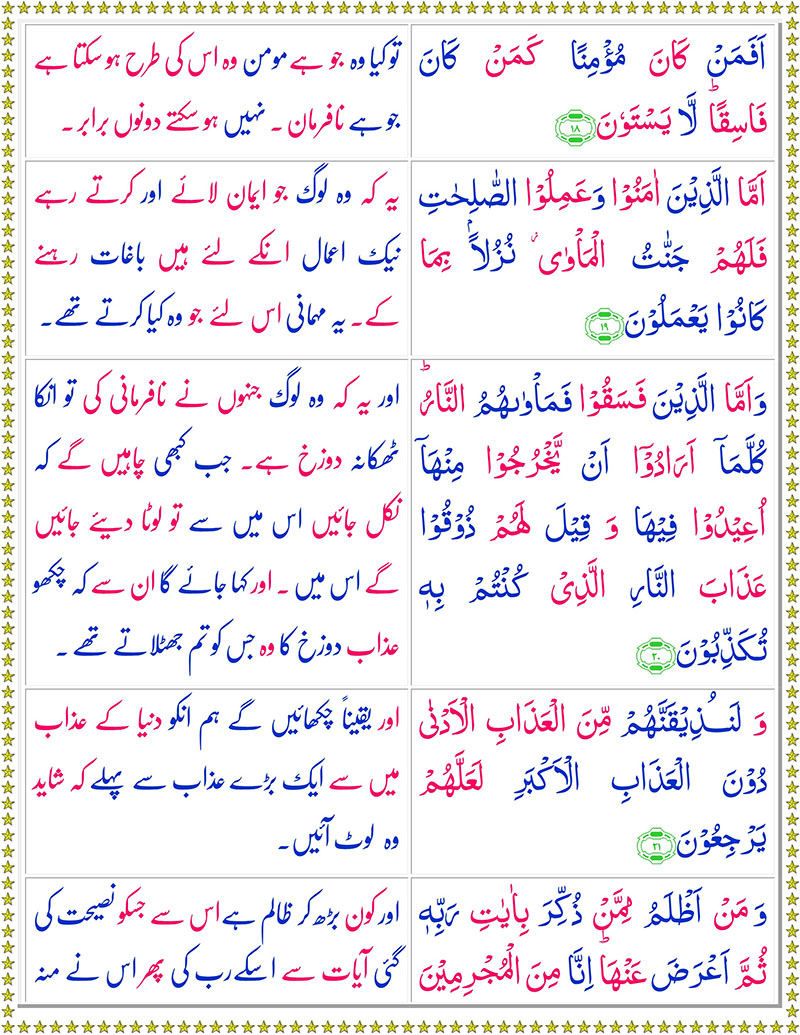 اَفَمَنْ كَانَ مُؤْمِنًا كَمَنْ كَانَ
فَاسِقًا ؕ لَّا يَسْتَوٗنَ ﴿۱۸﴾
تو کیا وہ جو ہے مومن وہ اس کی طرح ہو سکتا ہے
جو ہے نافرمان ۔ نہیں ہو سکتے دونوں برابر ۔
اَمَّا الَّذِيْنَ اٰمَنُوْا وَعَمِلُوا الصّٰلِحٰتِ
فَلَهُمْ جَنّٰتُ الْمَاْوٰى ۫ نُزُلًاۢ بِمَا
كَانُوْا يَعْمَلُوْنَ ﴿۱۹﴾
یہ کہ وہ لوگ جو ایمان لائے اور کرتے رہے
نیک اعمال انکے لئے ہیں باغات رہنے
کے۔ یہ مہمانی اس لئے جو وہ کیا کرتے تھے۔
وَاَمَّا الَّذِيْنَ فَسَقُوْا فَمَاْوٰىهُمُ النَّارُ ؕ
كُلَّمَاۤ اَرَادُوْۤا اَنْ يَّخْرُجُوْا مِنْهَاۤ
اُعِيْدُوْا فِيْهَا وَ قِيْلَ لَهُمْ ذُوْقُوْا
عَذَابَ النَّارِ الَّذِىْ كُنْتُمْ بِهٖ
تُكَذِّبُوْنَ ﴿۲۰﴾
اور یہ کہ وہ لوگ جنہوں نے نافرمانی کی تو انکا
ٹھکانہ دوزخ ہے۔ جب کبھی چاہیں گے کہ
نکل جائیں اس میں سے تو لوٹا دیئے جائیں
گے اس میں ۔ اور کہا جائے گا ان سے کہ چکھو
عذاب دوزخ کا وہ جس کو تم جھٹلاتے تھے ۔
وَ لَنُذِيْقَنَّهُمْ مِّنَ الْعَذَابِ الْاَدْنٰى
دُوْنَ الْعَذَابِ الْاَكْبَرِ لَعَلَّهُمْ
يَرْجِعُوْنَ ﴿۲۱﴾
اور یقیناً چکھائیں گے ہم انکو دنیا کے عذاب
میں سے ایک بڑے عذاب سے پہلے کہ شاید
وہ لوٹ آئیں۔
وَ مَنْ اَظْلَمُ مِمَّنْ ذُكِّرَ بِاٰيٰتِ رَبِّهٖ
ثُمَّ اَعْرَضَ عَنْهَا ؕ اِنَّا مِنَ الْمُجْرِمِيْنَ
اور کون بڑھ کر ظالم ہے اس سے جسکو نصیحت کی
گئی آیات سے اسکے رب کی پھر اس نے منہ